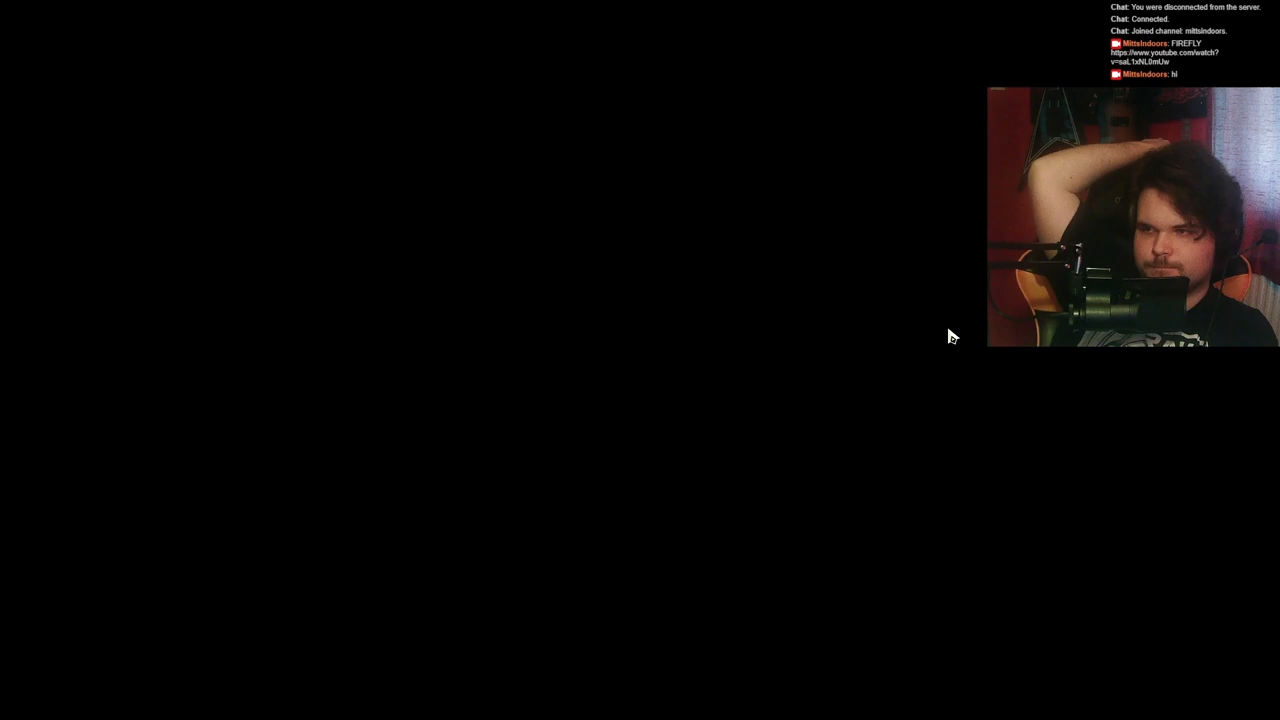 Chat: You were disconnected from the server.
Chat: Connected.
Chat: Joined channel: mittsindoors.
MittsIndoors: FIREFLY
https://www.youtube.com/watch?
v=saL1xNL0mUw
MittsIndoors: hi